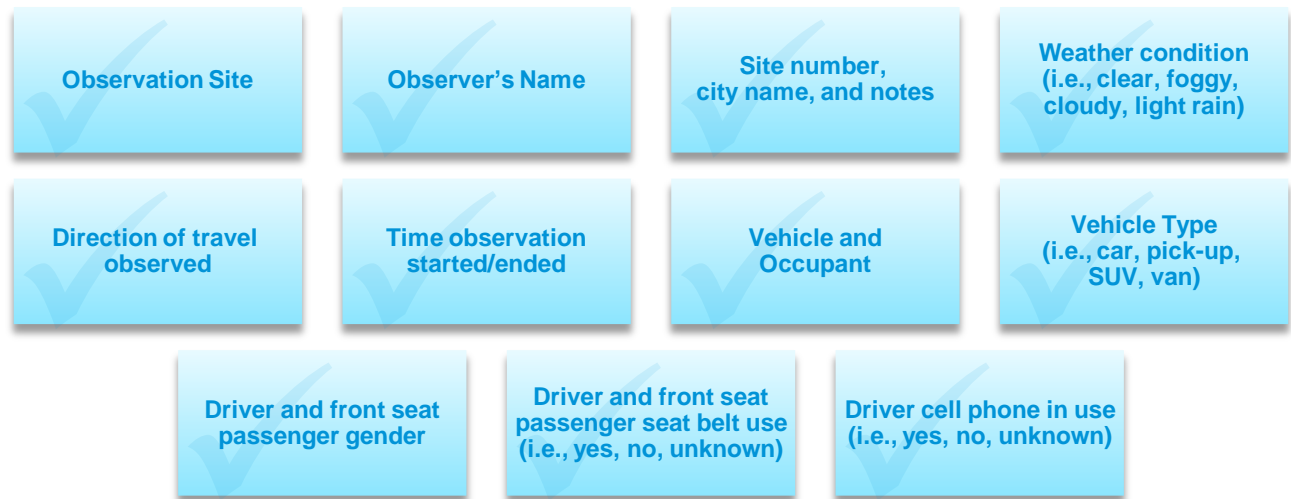 Observation Site
Observer’s Name
Site number,
city name, and notes
Weather condition
(i.e., clear, foggy,
cloudy, light rain)
Direction of travel
observed
Time observation
started/ended
Vehicle and
Occupant
Vehicle Type
(i.e., car, pick-up,
SUV, van)
Driver and front seat
passenger gender
Driver and front seat
passenger seat belt use
(i.e., yes, no, unknown)
Driver cell phone in use
(i.e., yes, no, unknown)